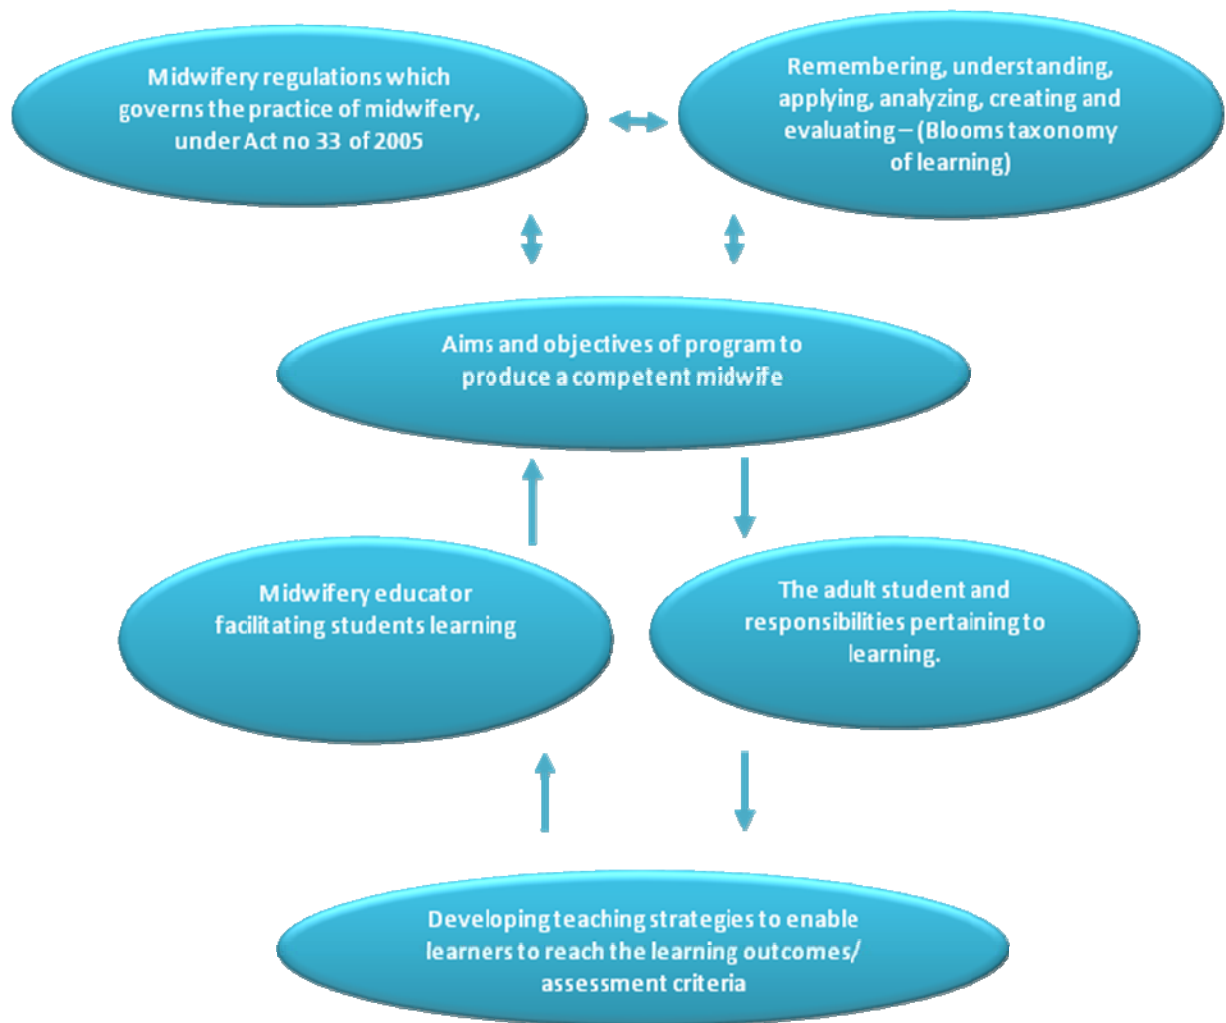 Midwifery regulations which
governs the practice of midwifery,
under Act no 33 of 2005
Remembering, understanding,
applying, analyzing, creating and
evaluating – (Blooms taxonomy
of learning)
Aims and objectives of program to
produce a competent midwife
Midwifery educator
facilitating students learning
The adult student and
responsibilities pertaining to
learning.
Developing teaching strategies to enable
learners to reach the learning outcomes/
assessment criteria